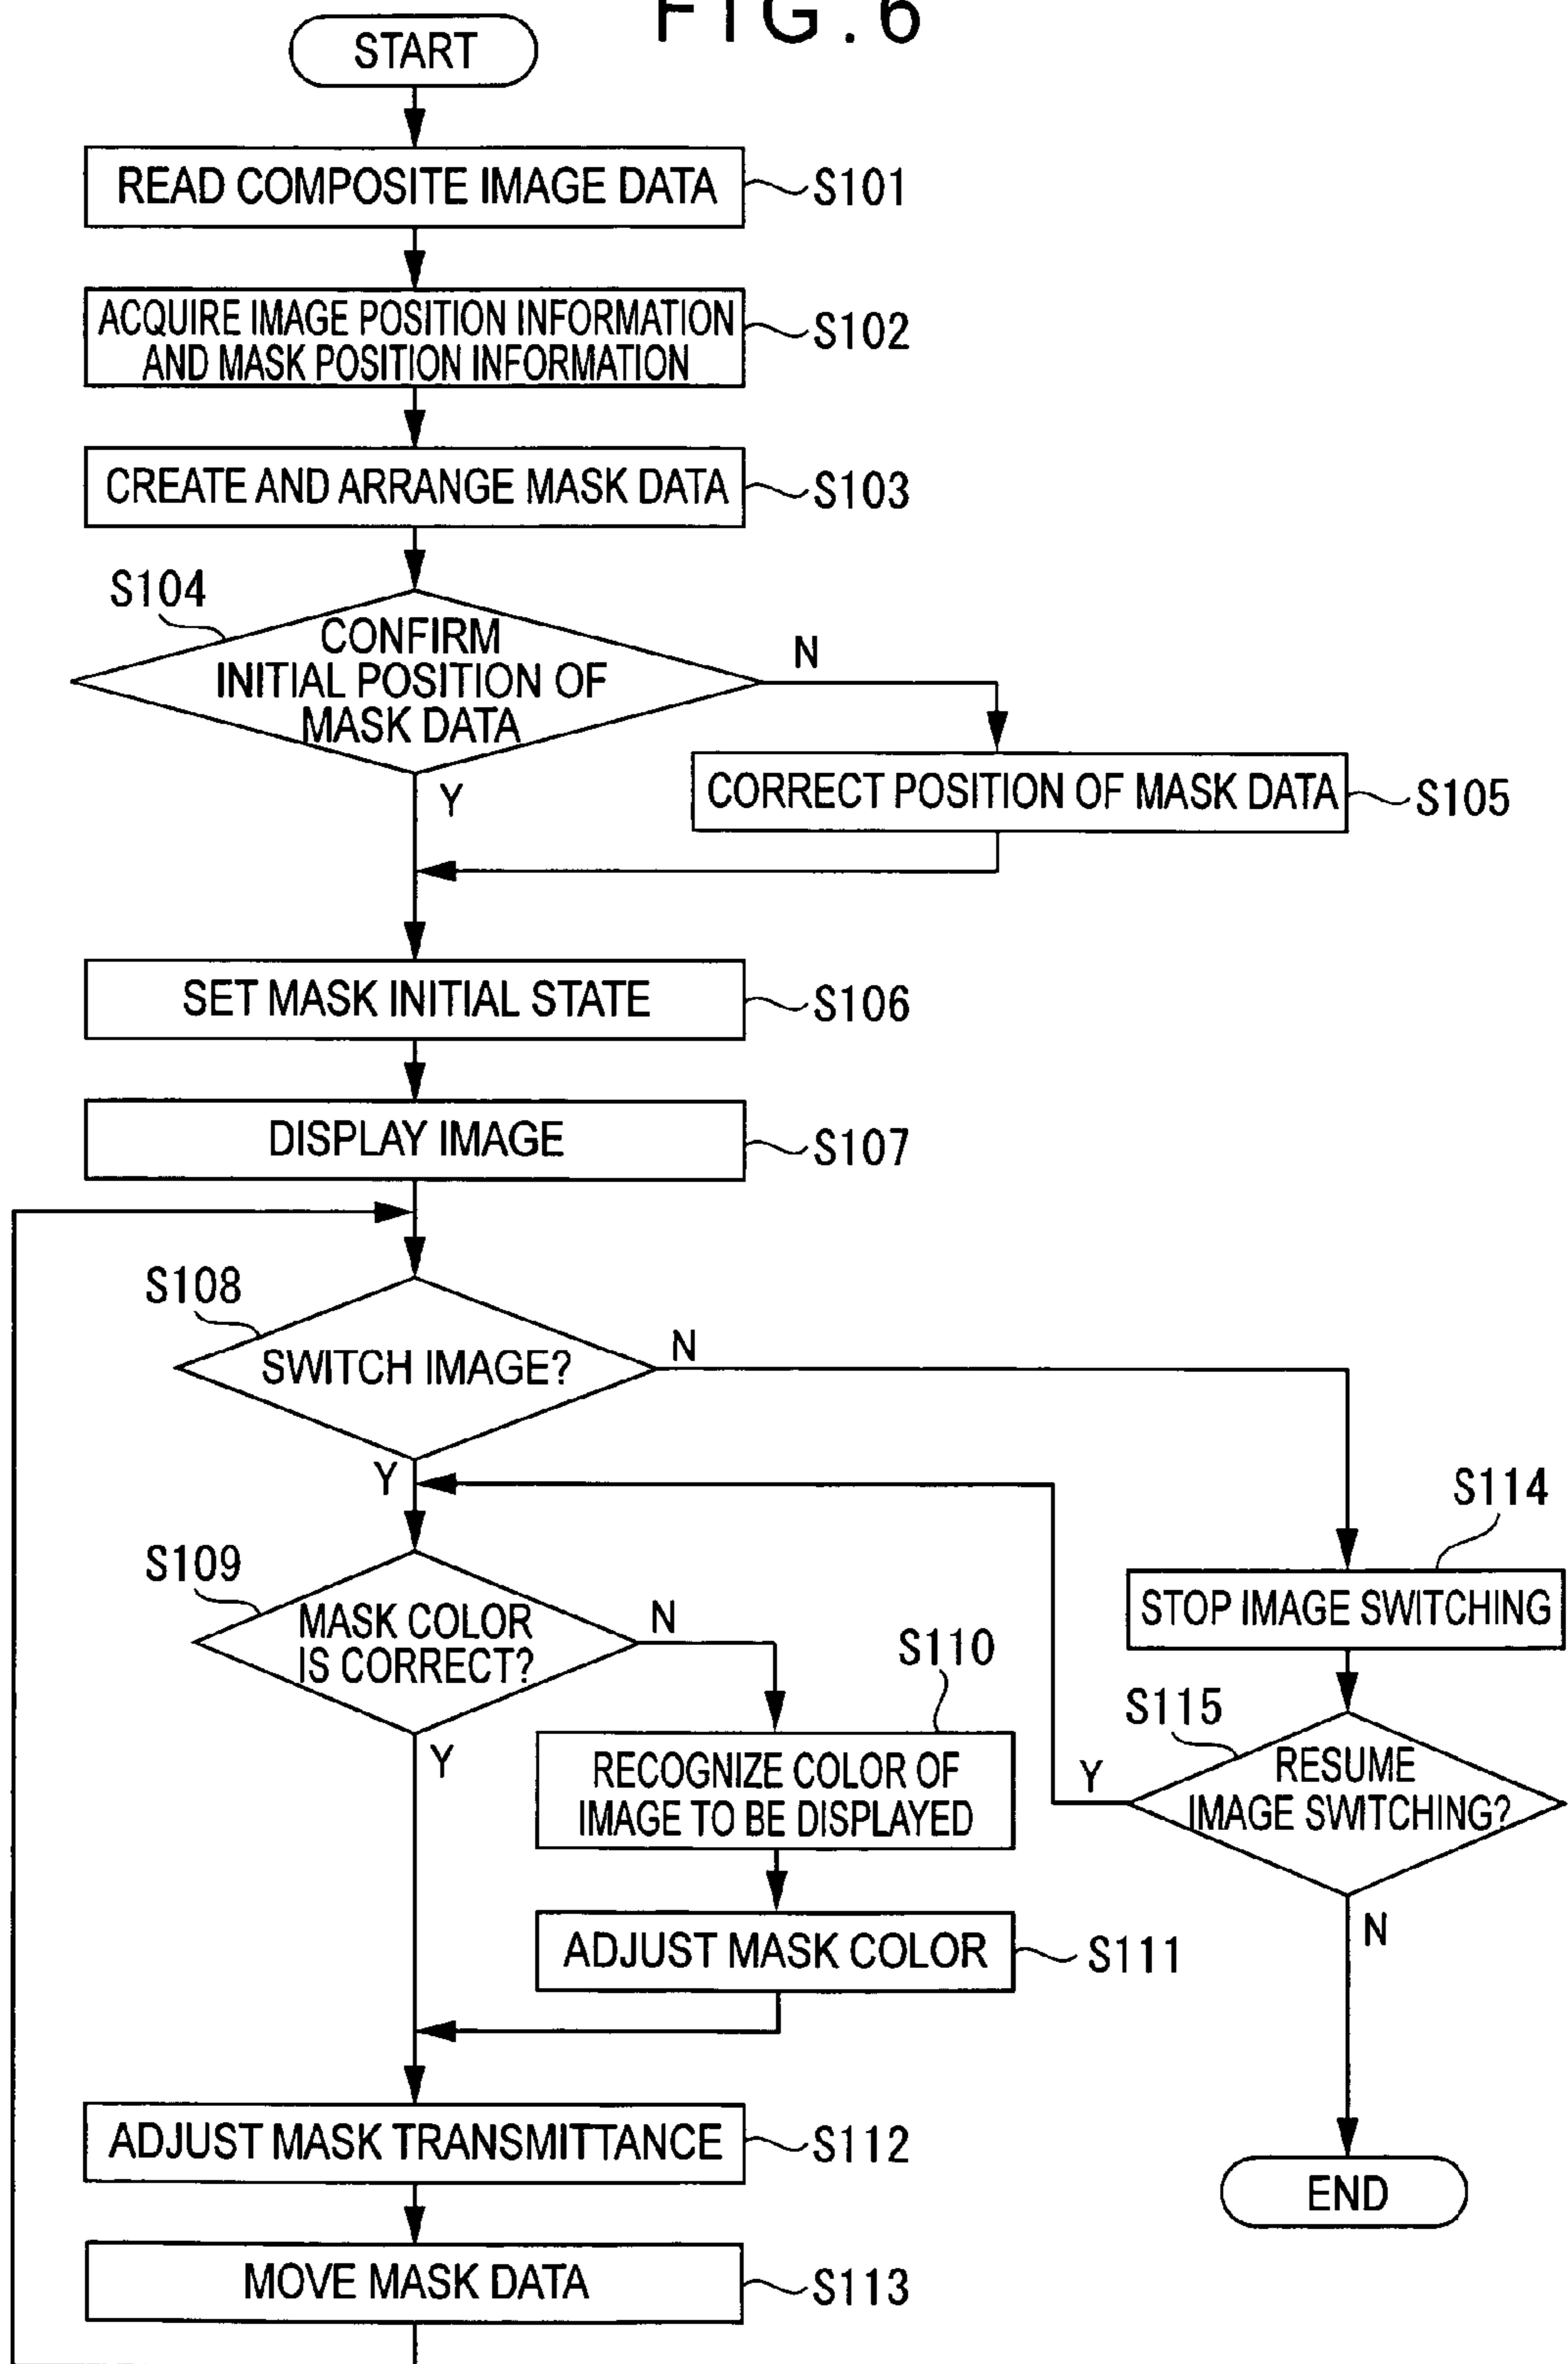 FIG.6
START
READ COMPOSITE IMAGE DATA
S101
ACQUIRE IMAGE POSITION INFORMATION
AND MASK POSITION INFORMATION
S102
CREATE AND ARRANGE MASK DATA
S103
S104
CONFIRM
INITIAL POSITION OF
MASK DATA
N
Y
CORRECT POSITION OF MASK DATA
S105
SET MASK INITIAL STATE
S106
DISPLAY IMAGE
S107
S108
SWITCH IMAGE?
N
Y
S114
STOP IMAGE SWITCHING
S109
MASK COLOR
IS CORRECT?
N
Y
S110
RECOGNIZE COLOR OF
IMAGE TO BE DISPLAYED
S115
RESUME
IMAGE SWITCHING?
Y
N
ADJUST MASK COLOR
S111
ADJUST MASK TRANSMITTANCE
S112
END
MOVE MASK DATA
S113